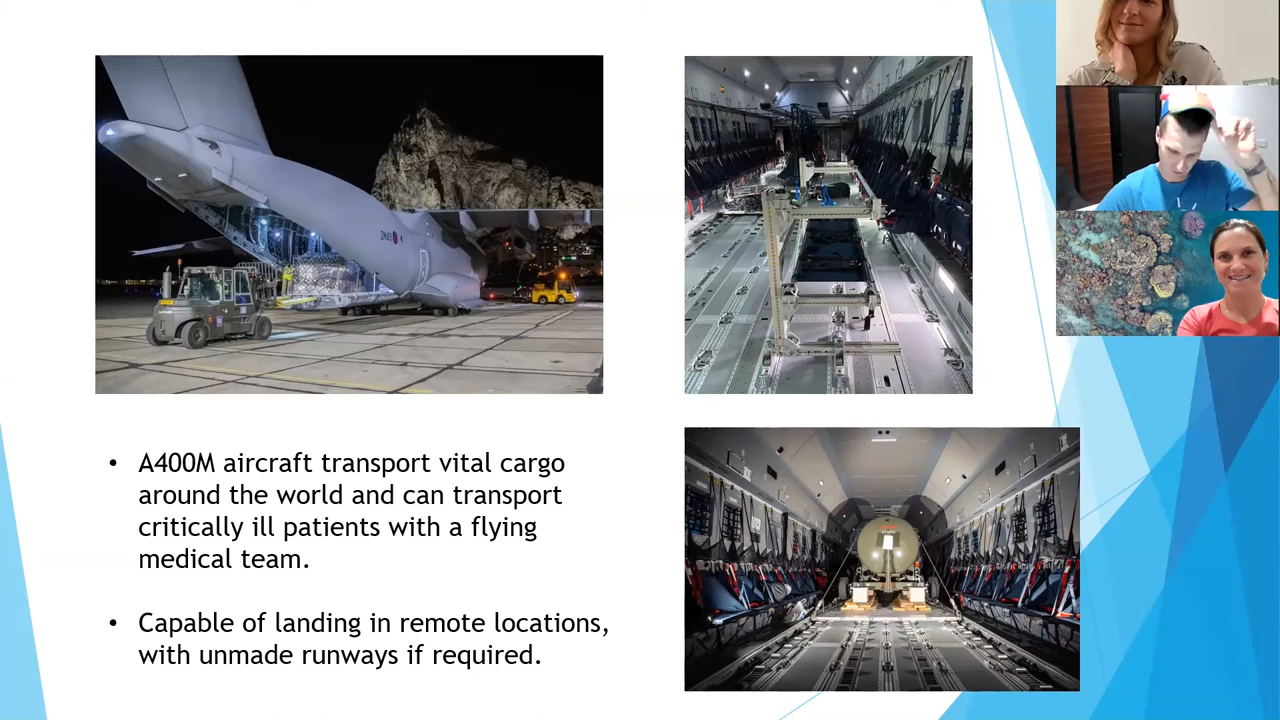 • A400M aircraft transport vital cargo
around the world and can transport
critically ill patients with a flying
medical team.
• Capable of landing in remote locations,
with unmade runways if required.